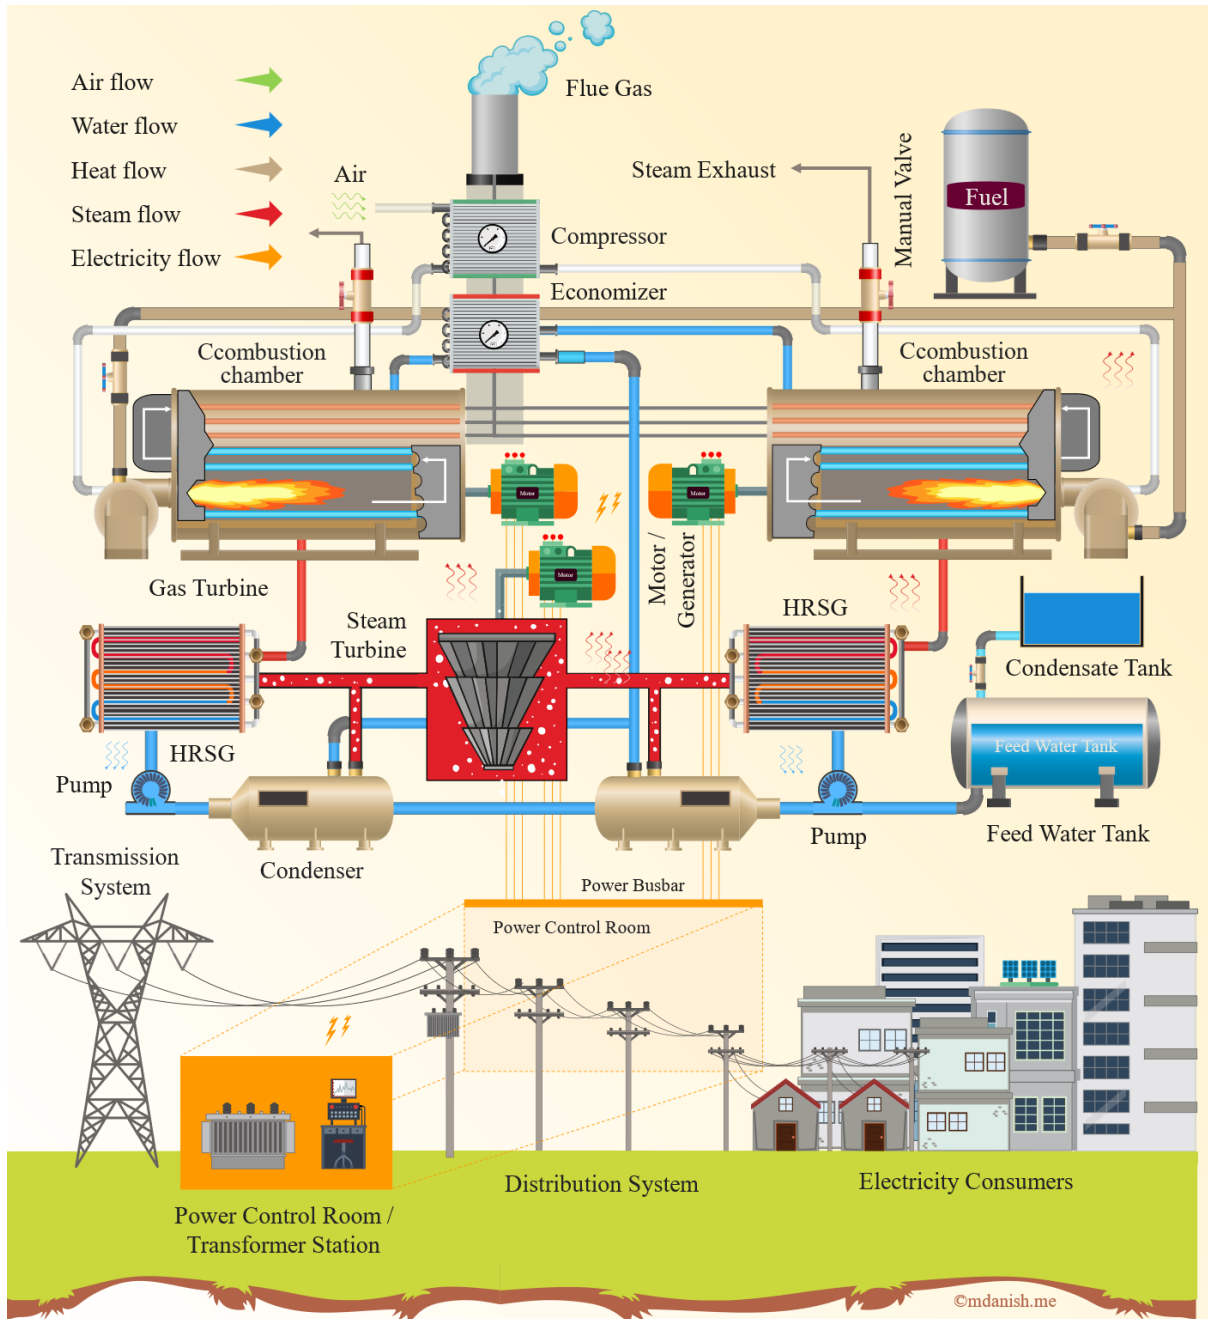 Air flow
Water flow
Heat flow
Steam flow
Electricity flow
Flue Gas
Air
Steam Exhaust
Manual Valve
Fuel
Compressor
Economizer
Ccombustion
chamber
Ccombustion
chamber
Motor
Motor
Motor
Motor /
Generator
Gas Turbine
HRSG
Steam
Turbine
Condensate Tank
HRSG
Feed Water Tank
Pump
Pump
Feed Water Tank
Condenser
Transmission
System
Power Busbar
Power Control Room
Distribution System
Electricity Consumers
Power Control Room /
Transformer Station
©mdanish.me